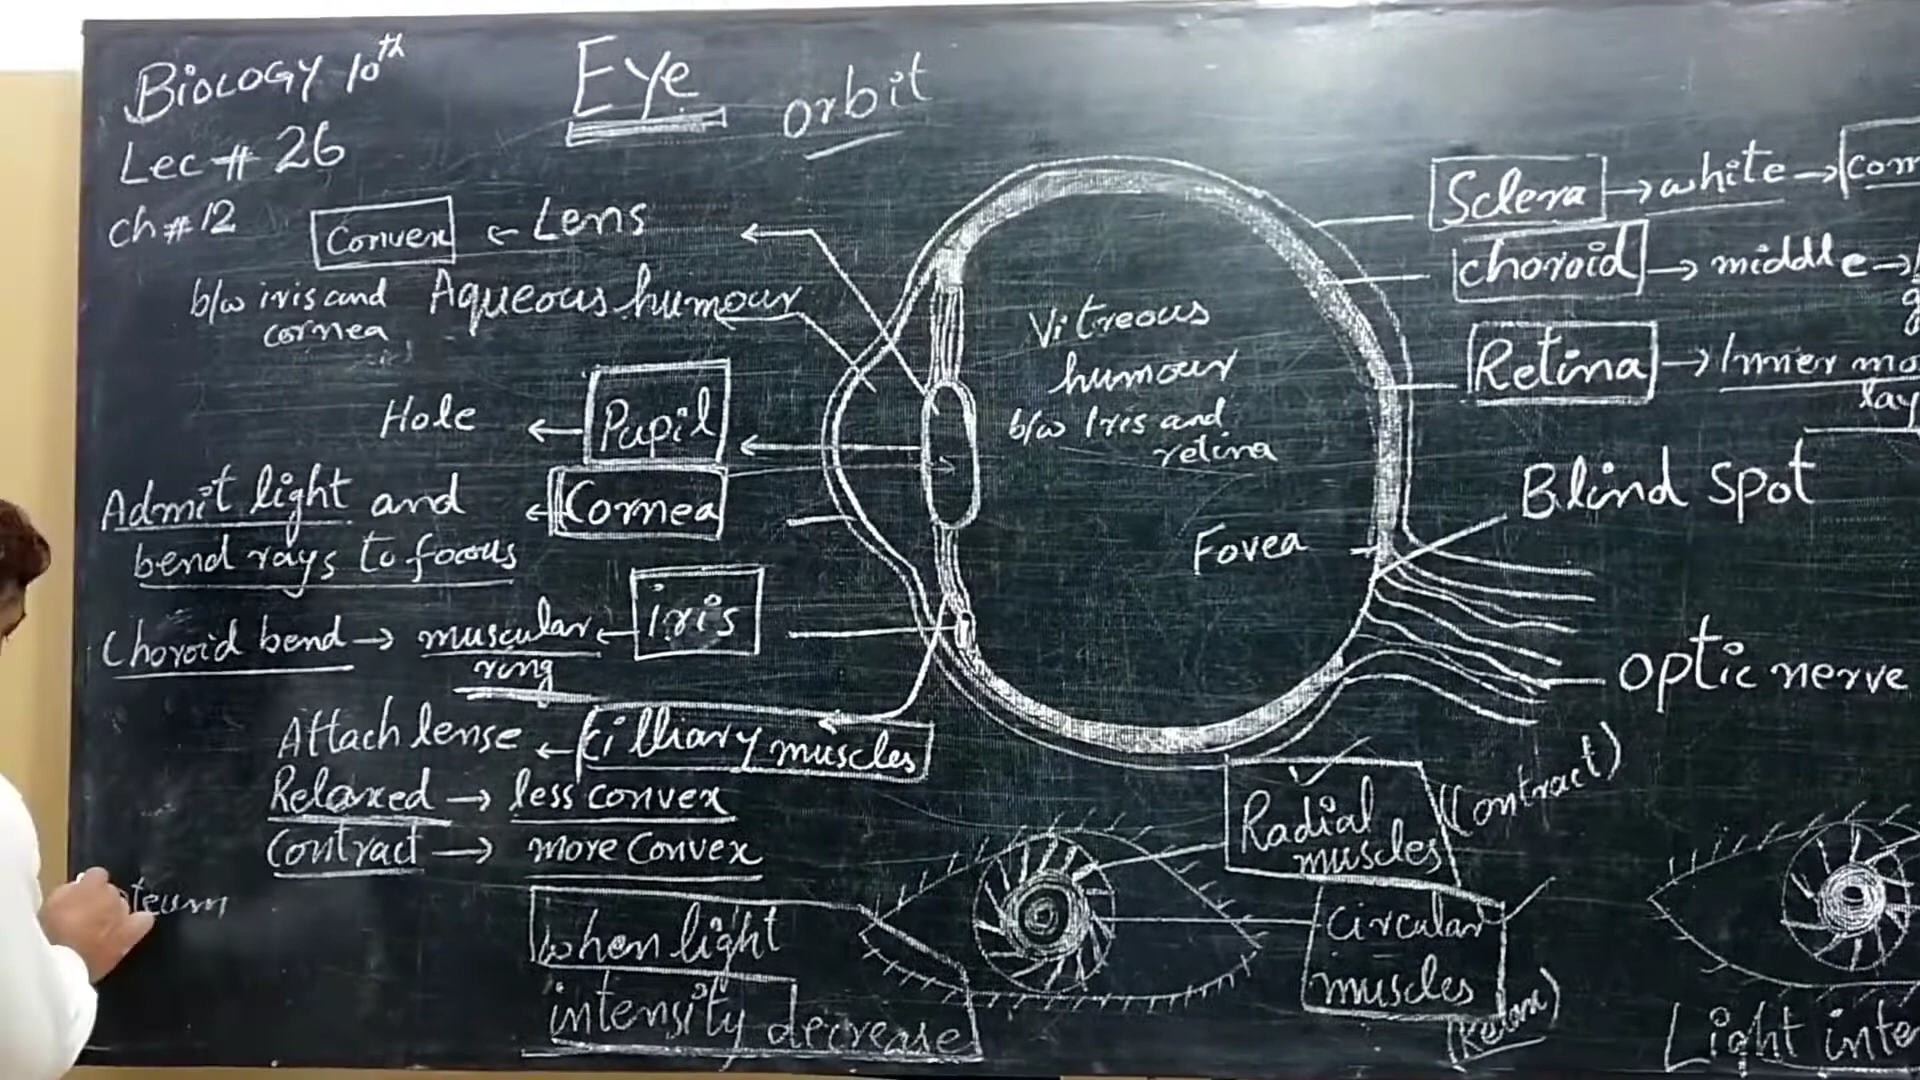 Biology 10th
Lec # 26
Ch # 12
Eye
orbit
Convex ← Lens
b/w iris and
cornea
Aqueous humour
Hole ← Pupil
Admit light and ← Cornea
bend rays to focus
Choroid bend → muscular ← iris
ring
Attach lense ← Cilliary muscles
Relaxed → less convex
Contract → more convex
When light
intensity decrease
Vitreous
humour
b/w Iris and
retina
Fovea
Sclera → white →
Choroid → middle →
Retina → Inner
Blind Spot
Optic nerve
Radial
muscles
(Contract)
Circular
muscles
(Relax)
Light